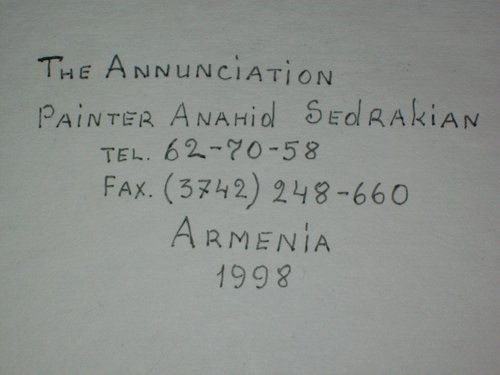 The Annunciation
Painter Anahid Sedrakian
Tel. 62-70-58
Fax. (3742) 248-660
Armenia
1998